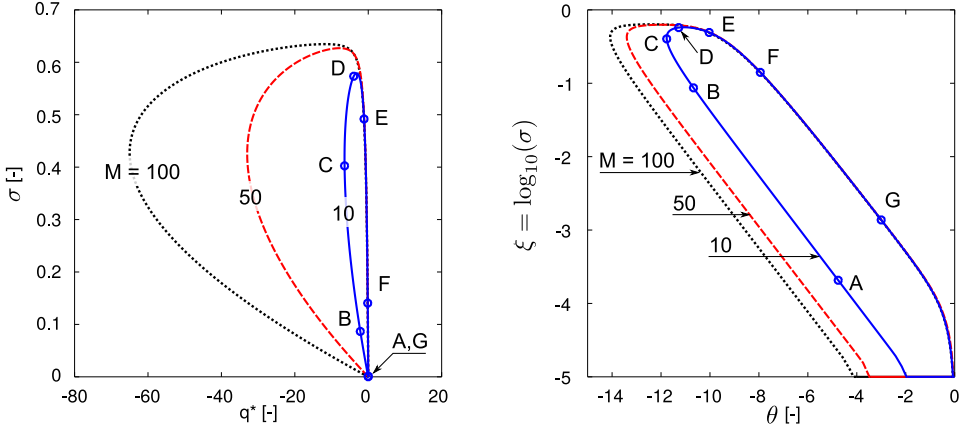 σ [-]
0.7
0.6
0.5
0.4
0.3
0.2
0.1
0
D
E
C
M = 100
50
10
F
B
A,G
-80
-60
-40
-20
0
20
q* [-]
ξ = log₁₀(σ)
0
-1
-2
-3
-4
-5
E
C
D
F
B
M = 100
G
50
10
A
-14
-12
-10
-8
-6
-4
-2
0
θ [-]